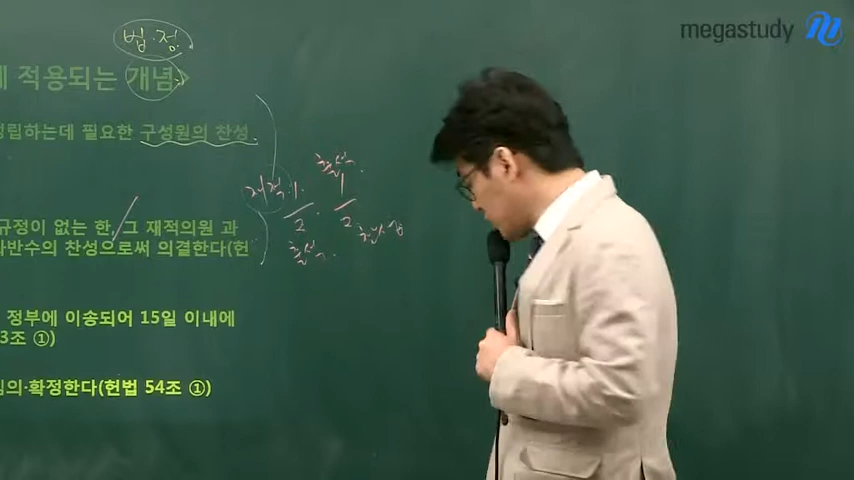 megastudy
법.정.
에 적용되는 개념
성립하는데 필요한 구성원의 찬성
재적. 1/2 출석 1/2
출석
찬성
규정이 없는 한, 그 재적의원 과
과반수의 찬성으로써 의결한다(헌
정부에 이송되어 15일 이내에
3조 ①)
심의·확정한다(헌법 54조 ①)